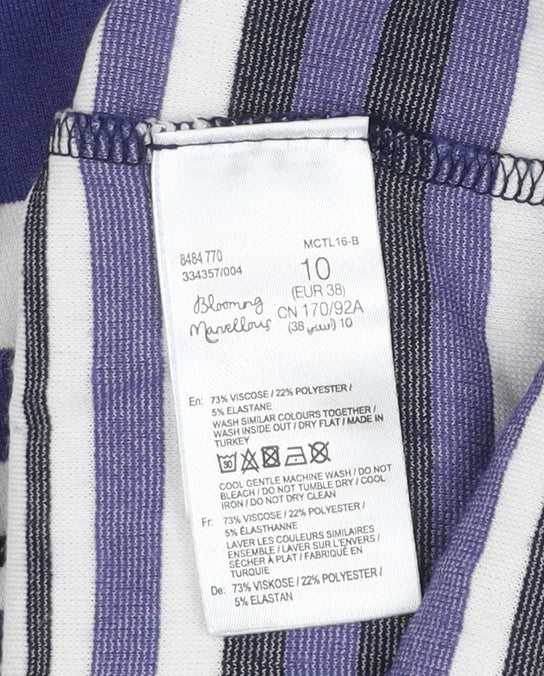 8484 770
334357/004
MCTL16-B
10
(EUR 38)
CN 170/92A
10 (38 اسبي)
Blooming
Marvellous
En: 73% VISCOSE / 22% POLYESTER /
5% ELASTANE
WASH SIMILAR COLOURS TOGETHER /
WASH INSIDE OUT / DRY FLAT / MADE IN
TURKEY
30
COOL GENTLE MACHINE WASH / DO NOT
BLEACH / DO NOT TUMBLE DRY / COOL
IRON / DO NOT DRY CLEAN
Fr: 73% VISCOSE / 22% POLYESTER /
5% ÉLASTHANNE
LAVER LES COULEURS SIMILAIRES
ENSEMBLE / LAVER SUR L'ENVERS /
SÉCHER À PLAT / FABRIQUÉ EN
TURQUIE
De: 73% VISKOSE / 22% POLYESTER /
5% ELASTAN